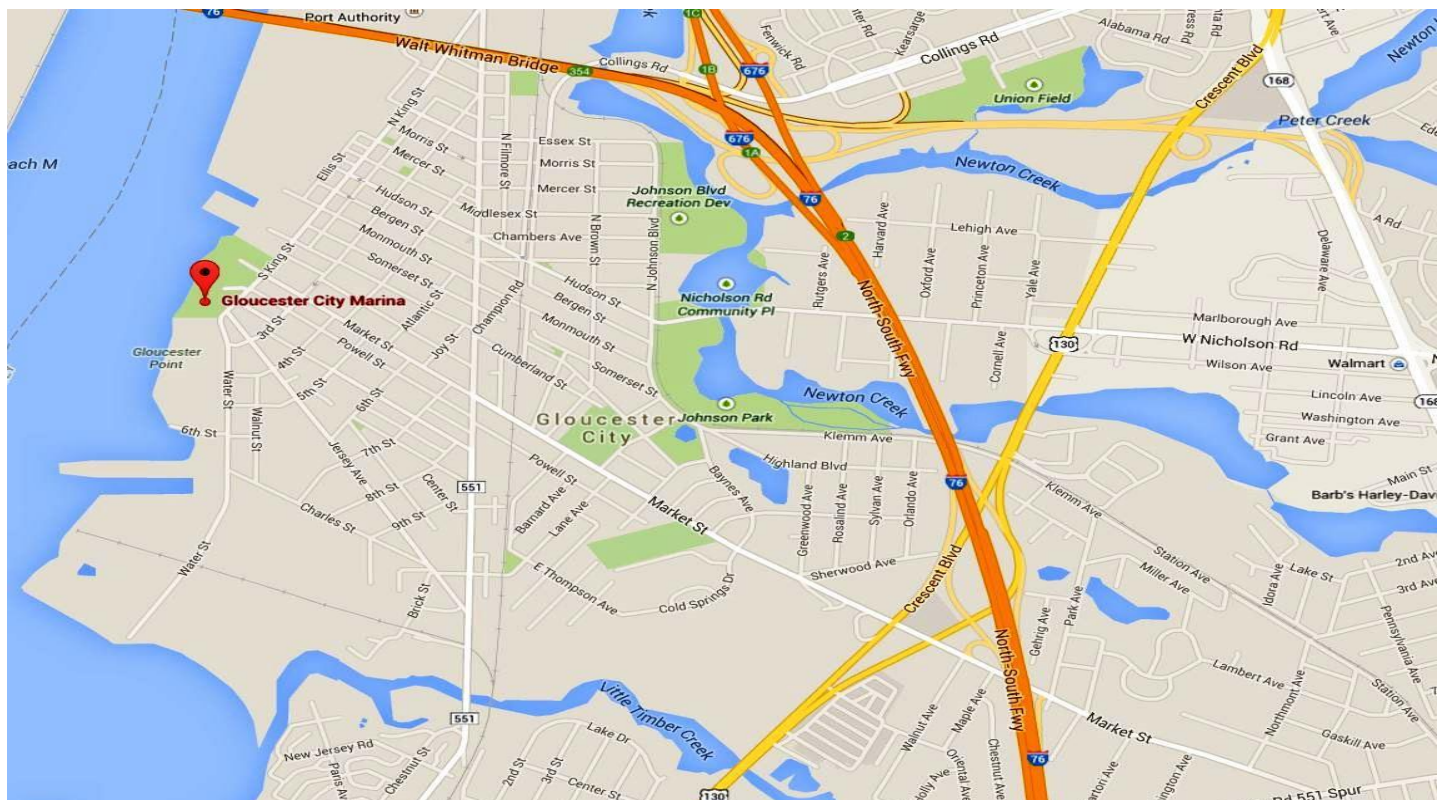 76
Port Authority
Walt Whitman Bridge
354
Collings Rd
1C
1B
676
Fenwick Rd
Kearsarge
Collings Rd
Alabama Rd
Crescent Blvd
168
Newton
Union Field
Peter Creek
676
1A
Newton Creek
76
2
each M
N King St
Ellis St
Morris St
Mercer St
N Filmore St
Essex St
Morris St
Mercer St
Hudson St
Middlesex St
Chambers Ave
N Brown St
N Johnson Blvd
Johnson Blvd
Recreation Dev
Bergen St
Monmouth St
Somerset St
S King St
Gloucester City Marina
Atlantic St
Champion Rd
Hudson St
Bergen St
Monmouth St
Nicholson Rd
Community Pl
Harvard Ave
Rutgers Ave
Oxford Ave
Princeton Ave
Yale Ave
Lehigh Ave
Delaware Ave
A Rd
North-South Fwy
Marlborough Ave
W Nicholson Rd
130
Cornell Ave
Wilson Ave
Walmart
Lincoln Ave
168
Washington Ave
Grant Ave
Main St
Barb's Harley-Dav
Gloucester
Point
3rd St
Market St
4th St
Powell St
Joy St
5th St
6th St
Cumberland St
Somerset St
Water St
Walnut St
6th St
Jersey Ave
7th St
Gloucester
City
Johnson Park
Newton Creek
Klemm Ave
8th St
Center St
551
Powell St
Baynes Ave
Highland Blvd
76
Klemm Ave
Charles St
9th St
Barnard Ave
Lane Ave
Market St
Greenwood Ave
Rosalind Ave
Sylvan Ave
Orlando Ave
Water St
Brick St
E Thompson Ave
Cold Springs Dr
Sherwood Ave
Crescent Blvd
Station Ave
Miller Ave
Park Ave
Gehrig Ave
Idora Ave
Lake St
2nd Ave
3rd Ave
Pennsylvania Ave
North-South Fwy
Lambert Ave
Station Ave
Northmont Ave
Gaskill Ave
Little Timber Creek
551
New Jersey Rd
Paris Av
Chestnut St
2nd St
3rd St
Lake Dr
Center St
130
Walnut Ave
Maple Ave
Holly Ave
Oriental Ave
Chestnut Ave
76
Market St
Rd 551 Spur